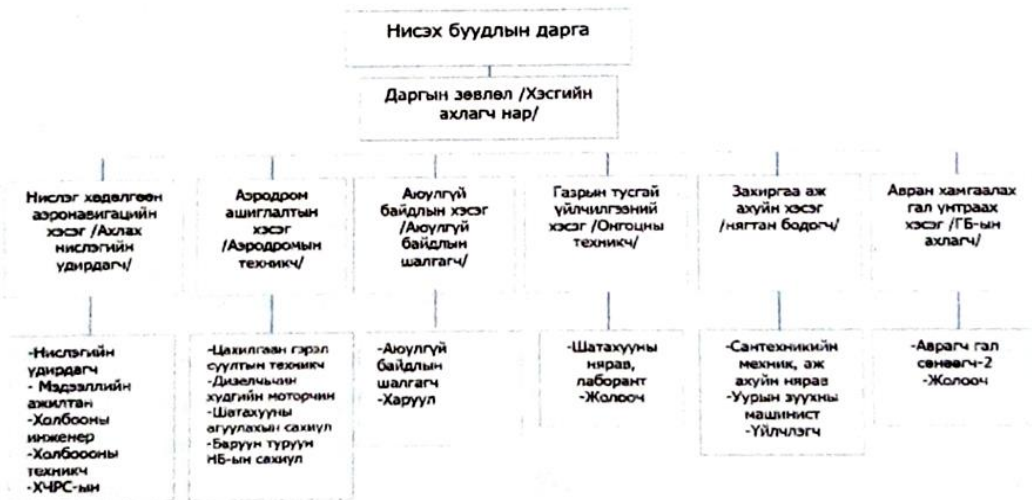 Нисэх буудлын дарга
Даргын зөвлөл /Хэсгийн
ахлагч нар/
Нислэг хөдөлгөөн
аэронавигацийн
хэсэг /Ахлах
нислэгийн
удирдагч/
Аэродром
ашиглалтын
хэсэг
/Аэродромын
техникч/
Аюулгүй
байдлын хэсэг
/Аюулгүй
байдлын
шалгагч/
Газрын тусгай
үйлчилгээний
хэсэг /Онгоцны
техникч/
Захиргаа аж
ахуйн хэсэг
/нягтан бодогч/
Авран хамгаалах
гал унтраах
хэсэг /ГБ-ын
ахлагч/
-Нислэгийн
удирдагч
- Мэдээллийн
ажилтан
-Холбооны
инженер
-Холбоооны
техникч
-ХЧРС-ын
-Цахилгаан гэрэл
суултын техникч
-Дизельчин
худгийн моторчин
-Шатахууны
агуулахын сахиул
-Баруун туруун
НБ-ын сахиул
-Аюулгүй
байдлын
шалгагч
-Харуул
-Шатахууны
нярав,
лаборант
-Жолооч
-Сантехникийн
мехник, аж
ахуйн нярав
-Уурын зуухны
машинист
-Үйлчлэгч
-Аврагч гал
сөнөөгч-2
-Жолооч